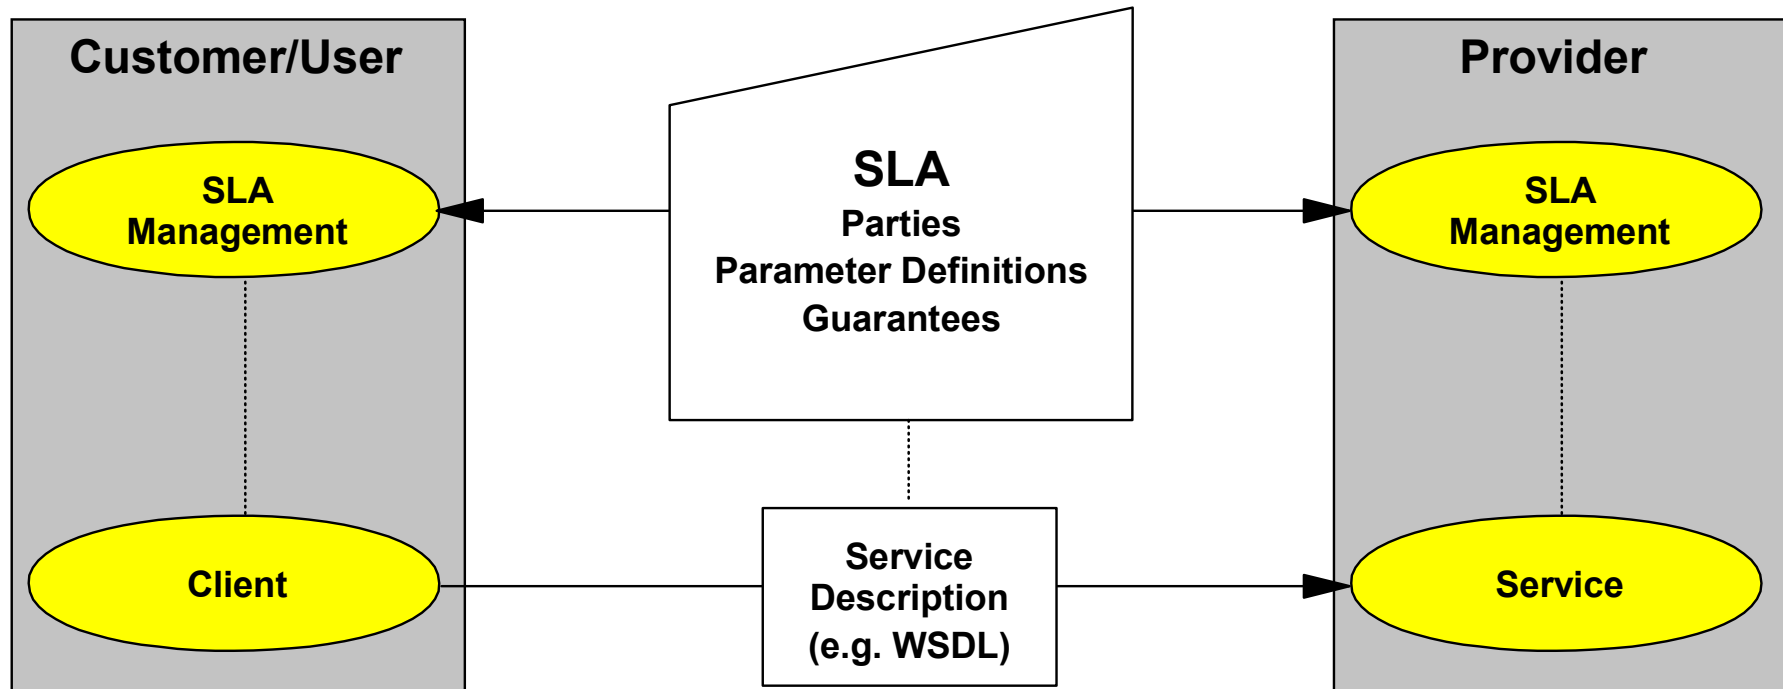 Customer/User
SLA
Management
Client
SLA
Parties
Parameter Definitions
Guarantees
Service
Description
(e.g. WSDL)
Provider
SLA
Management
Service